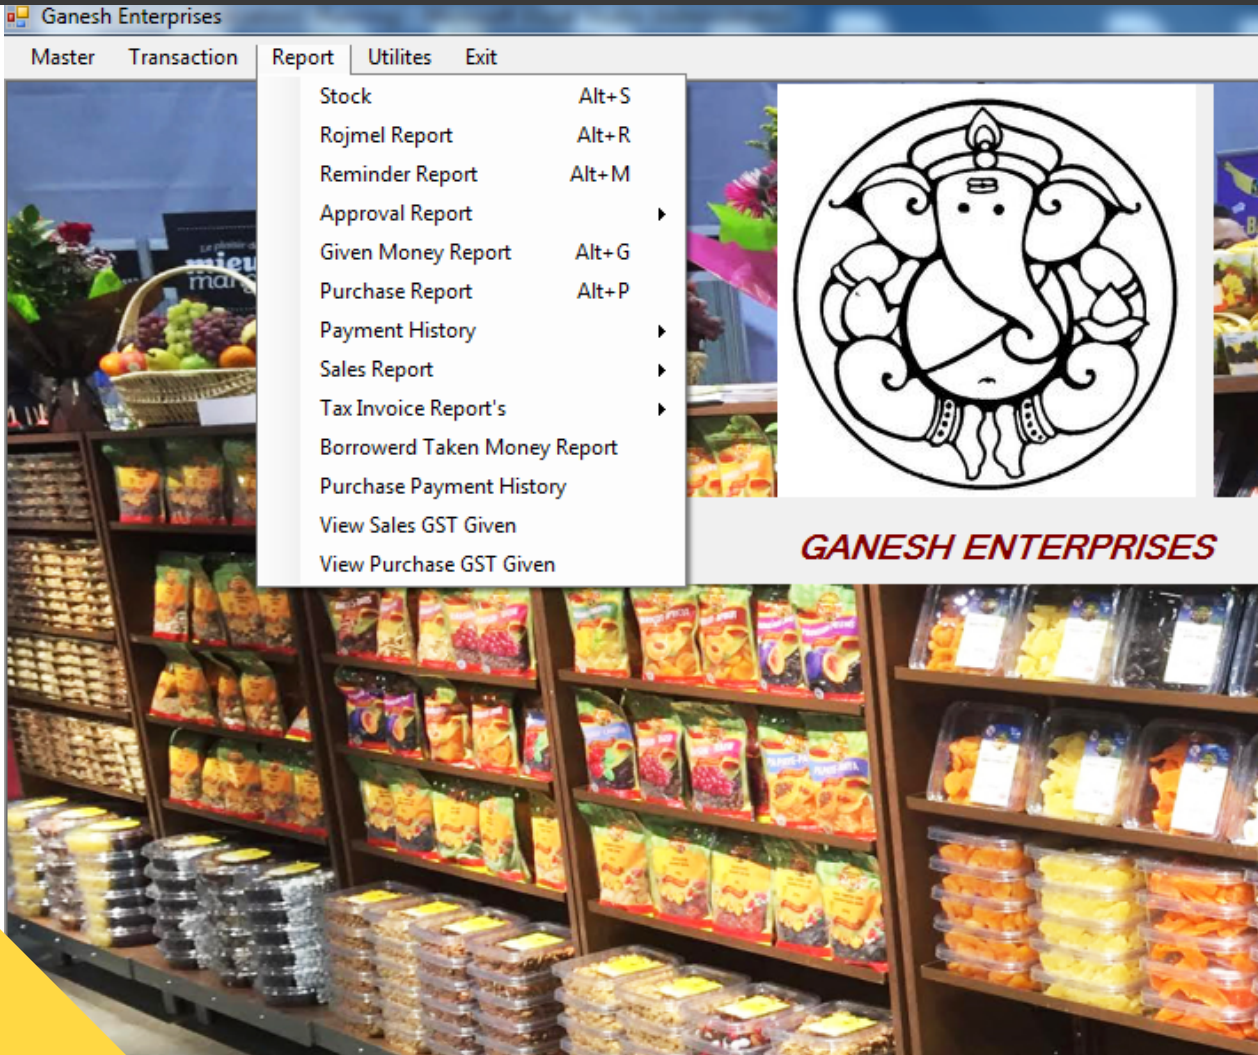 Ganesh Enterprises
Master Transaction Report Utilites Exit
Stock Alt+S
Rojmel Report Alt+R
Reminder Report Alt+M
Approval Report
Given Money Report Alt+G
Purchase Report Alt+P
Payment History
Sales Report
Tax Invoice Report's
Borrowerd Taken Money Report
Purchase Payment History
View Sales GST Given
View Purchase GST Given
GANESH ENTERPRISES
Le plaisir